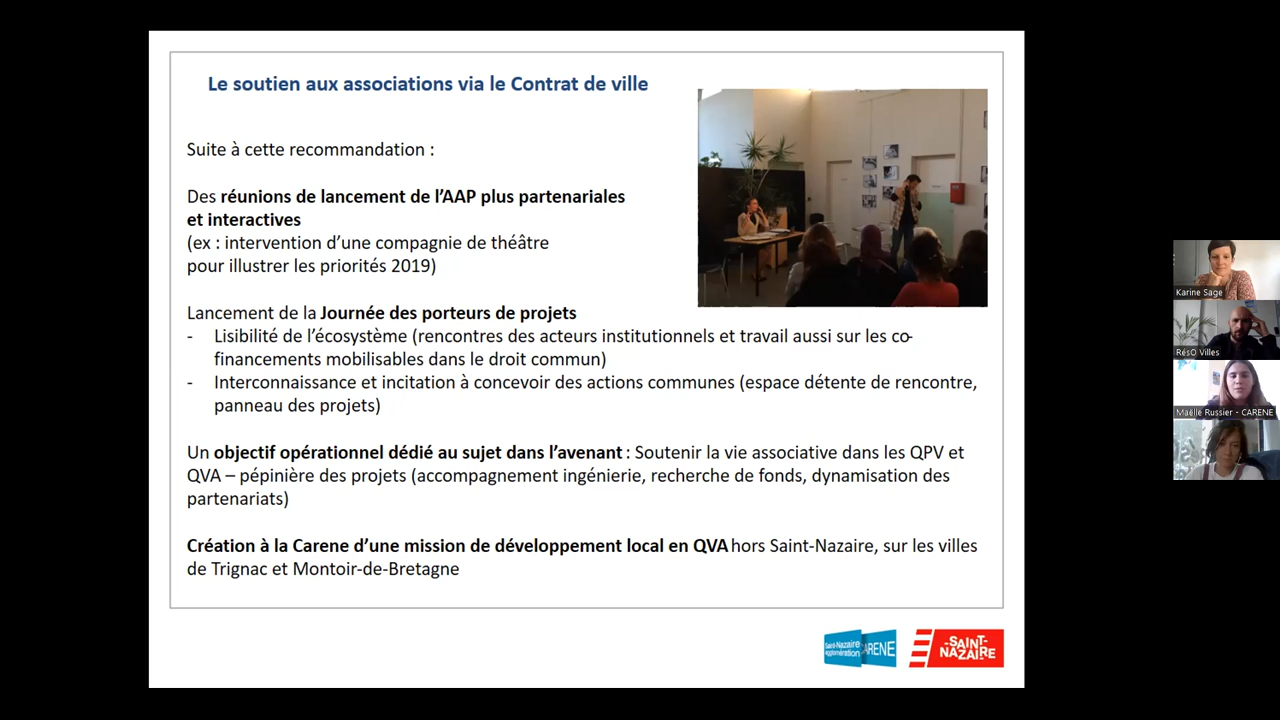 Le soutien aux associations via le Contrat de ville
Suite à cette recommandation :
Des réunions de lancement de l'AAP plus partenariales
et interactives
(ex : intervention d'une compagnie de théâtre
pour illustrer les priorités 2019)
Lancement de la Journée des porteurs de projets
- Lisibilité de l'écosystème (rencontres des acteurs institutionnels et travail aussi sur les co-
financements mobilisables dans le droit commun)
- Interconnaissance et incitation à concevoir des actions communes (espace détente de rencontre,
panneau des projets)
Un objectif opérationnel dédié au sujet dans l'avenant : Soutenir la vie associative dans les QPV et
QVA – pépinière des projets (accompagnement ingénierie, recherche de fonds, dynamisation des
partenariats)
Création à la Carene d'une mission de développement local en QVA hors Saint-Nazaire, sur les villes
de Trignac et Montoir-de-Bretagne
Saint Nazaire
agglomération
CARENE
SAINT-
NAZAIRE
Karine Sage
RésO Villes
Maëlle Russier - CARENE